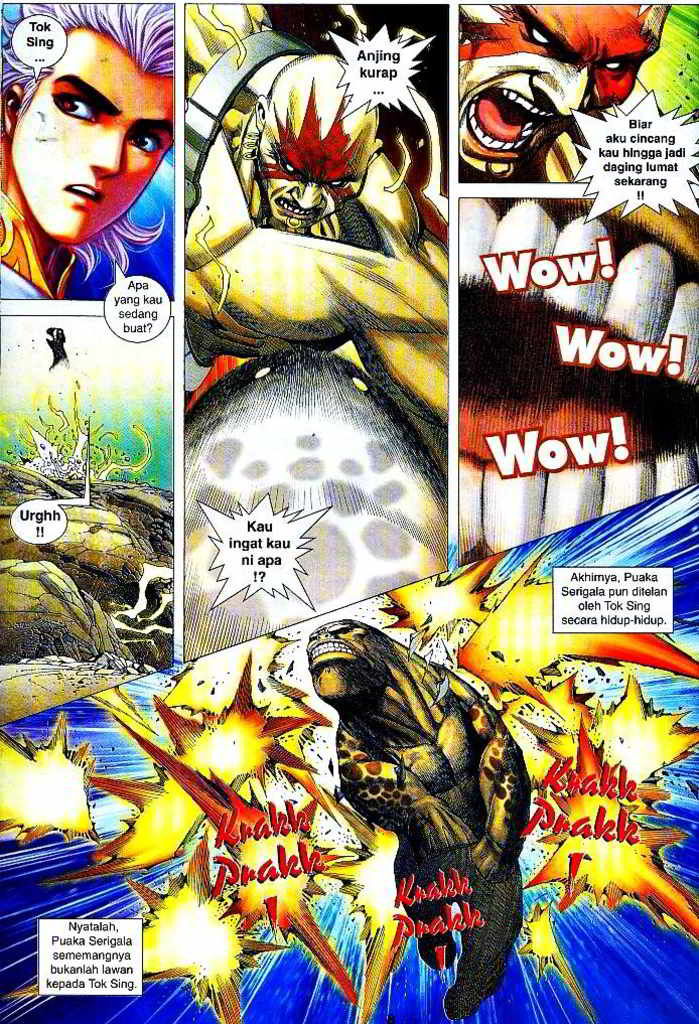 Tok
Sing
...
Apa
yang kau
sedang
buat?
Urghh
!!
Anjing
kurap
...
Kau
ingat kau
ni apa
!?
Biar
aku cincang
kau hingga jadi
daging lumat
sekarang
!!
Wow!
Wow!
Wow!
Akhirnya, Puaka
Serigala pun ditelan
oleh Tok Sing
secara hidup-hidup.
Krakk
Prakk
!
Krakk
Prakk
!
Krakk
Prakk
!
Nyatalah,
Puaka Serigala
sememangnya
bukanlah lawan
kepada Tok Sing.